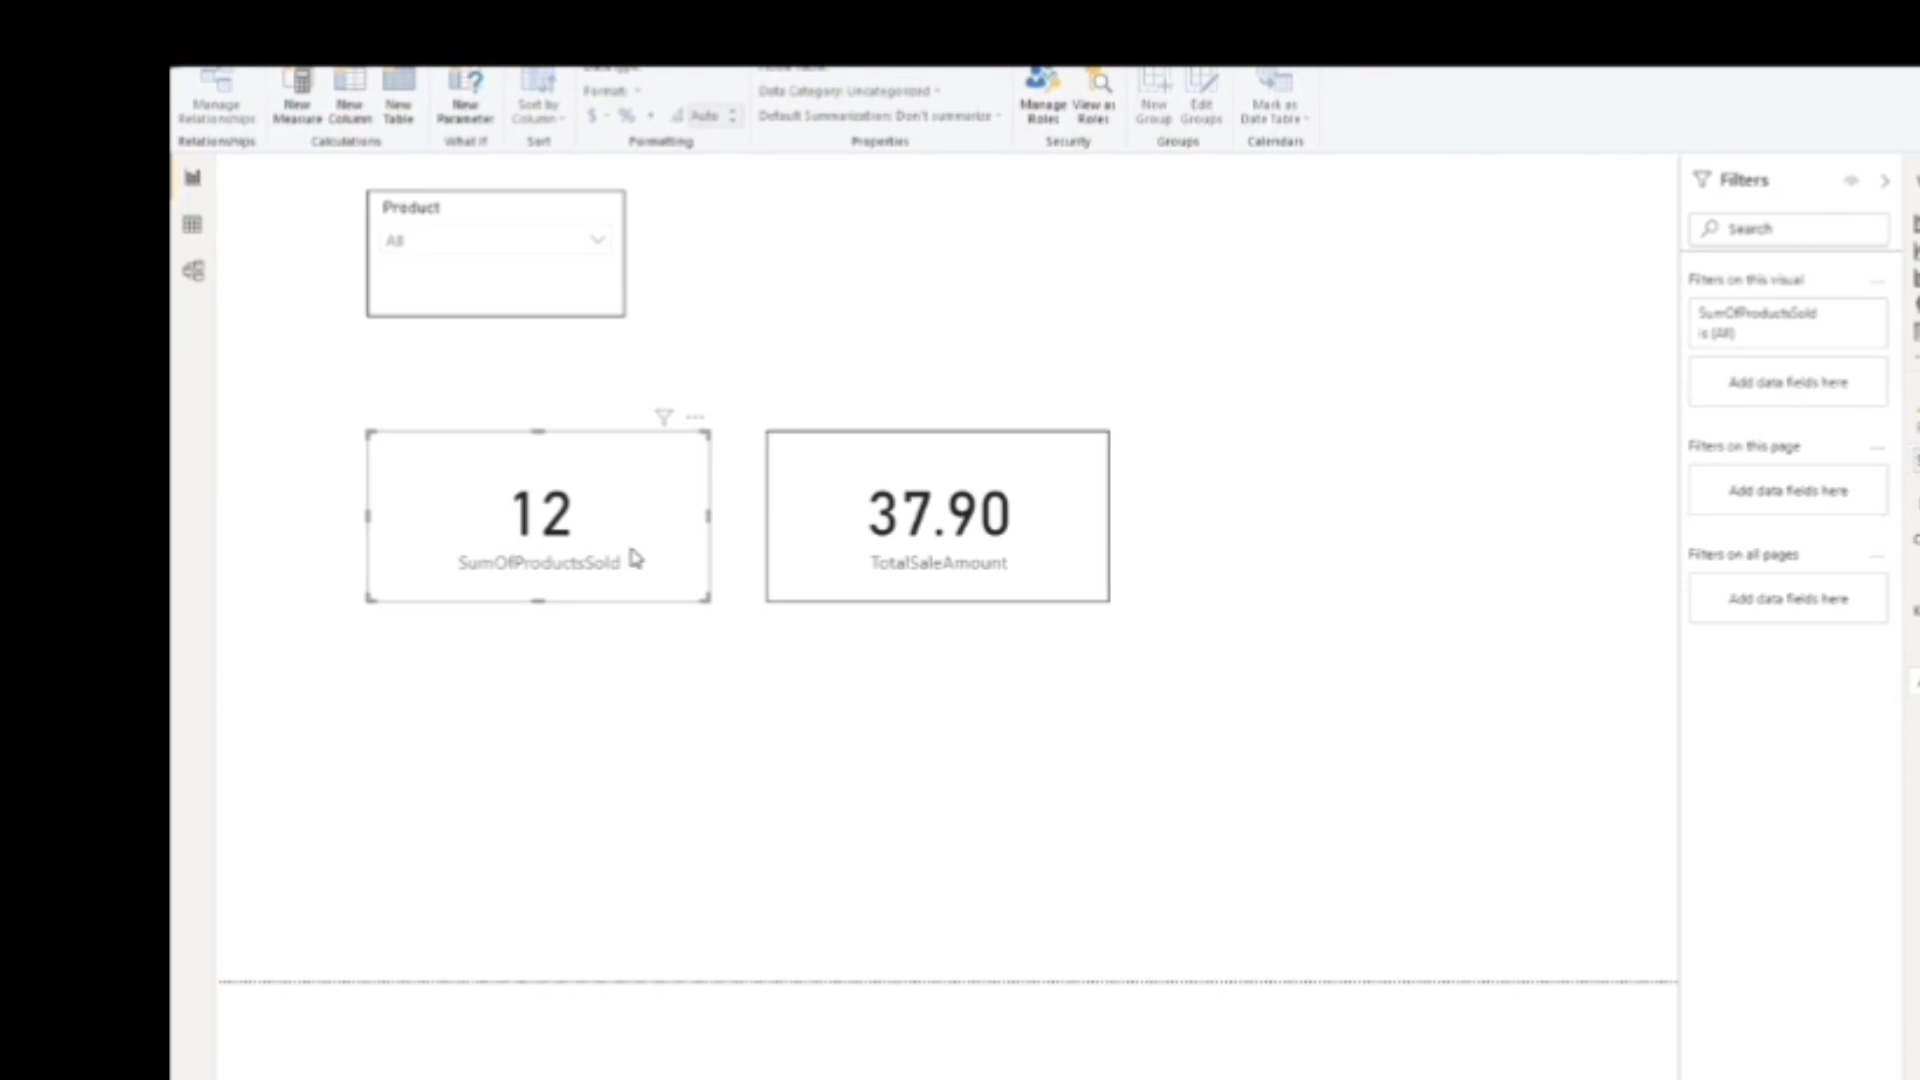 Manage Relationships
New Measure
New Column
New Table
New Parameter
Sort by Column
Format:
$ % , Auto
Data Category: Uncategorized
Default Summarization: Don't summarize
Manage Roles
View as Roles
New Group
Edit Groups
Mark as Date Table
Relationships
Calculations
What If
Sort
Formatting
Properties
Security
Groups
Calendars
Product
All
12
SumOfProductsSold
37.90
TotalSaleAmount
Filters
Search
Filters on this visual
SumOfProductsSold
is (All)
Add data fields here
Filters on this page
Add data fields here
Filters on all pages
Add data fields here